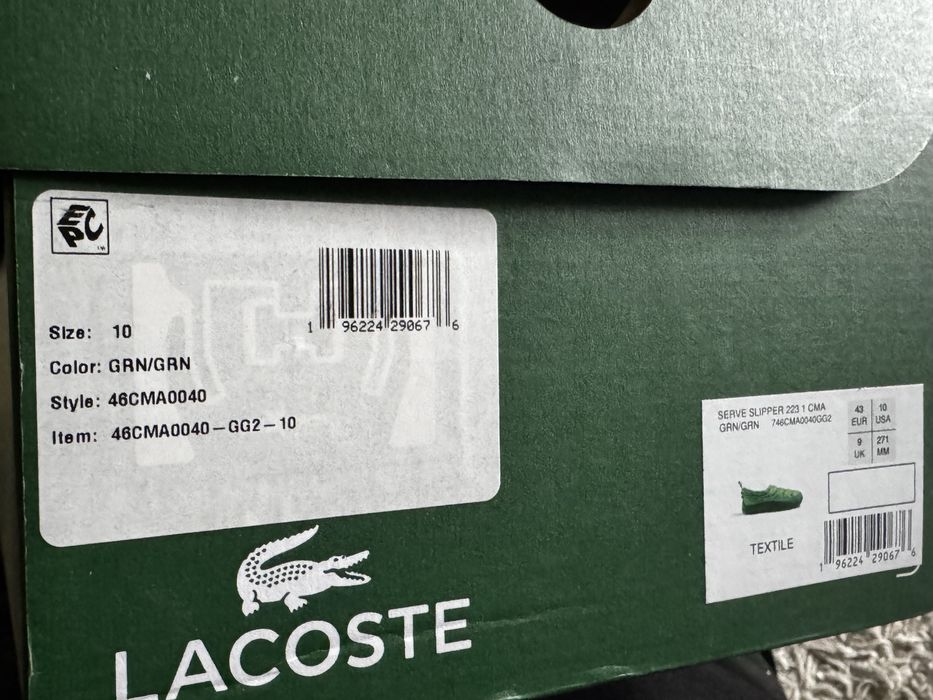 EPC
Size: 10
Color: GRN/GRN
Style: 46CMA0040
Item: 46CMA0040-GG2-10
1 96224 29067 6
LACOSTE
SERVE SLIPPER 223 1 CMA
GRN/GRN 746CMA0040GG2
43 EUR
10 USA
9 UK
271 MM
TEXTILE
1 96224 29067 6